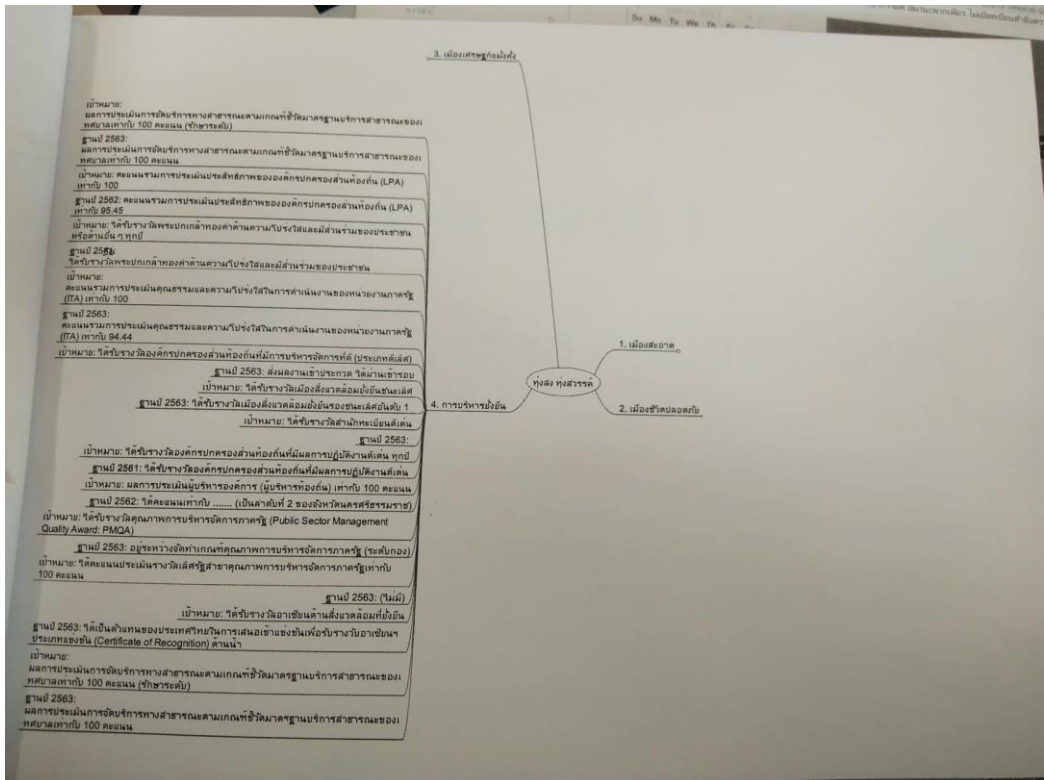 Su Mo Tu We Th Fr
3. เมืองเศรษฐกิจมั่งคั่ง
เป้าหมาย:
ผลการประเมินการจัดบริการทางสาธารณะตามเกณฑ์ชี้วัดมาตรฐานบริการสาธารณะของเ
ทศบาลเท่ากับ 100 คะแนน (รักษาระดับ)
ฐานปี 2563:
ผลการประเมินการจัดบริการทางสาธารณะตามเกณฑ์ชี้วัดมาตรฐานบริการสาธารณะของเ
ทศบาลเท่ากับ 100 คะแนน
เป้าหมาย: คะแนนรวมการประเมินประสิทธิภาพขององค์กรปกครองส่วนท้องถิ่น (LPA)
เท่ากับ 100
ฐานปี 2562: คะแนนรวมการประเมินประสิทธิภาพขององค์กรปกครองส่วนท้องถิ่น (LPA)
เท่ากับ 95.45
เป้าหมาย: ได้รับรางวัลพระปกเกล้าทองคำด้านความโปร่งใสและมีส่วนร่วมของประชาชน
หรือด้านอื่น ๆ ทุกปี
ฐานปี
ได้รับรางวัลพระปกเกล้าทองคำด้านความโปร่งใสและมีส่วนร่วมของประชาชน
เป้าหมาย:
คะแนนรวมการประเมินคุณธรรมและความโปร่งใสในการดำเนินงานของหน่วยงานภาครัฐ
(ITA) เท่ากับ 100
ฐานปี 2563:
คะแนนรวมการประเมินคุณธรรมและความโปร่งใสในการดำเนินงานของหน่วยงานภาครัฐ
(ITA) เท่ากับ 94.44
เป้าหมาย: ได้รับรางวัลองค์กรปกครองส่วนท้องถิ่นที่มีการบริหารจัดการที่ดี (ประเภทดีเลิศ)
ฐานปี 2563: ส่งผลงานเข้าประกวด ได้ผ่านเข้ารอบ
เป้าหมาย: ได้รับรางวัลเมืองสิ่งแวดล้อมยั่งยืนชนะเลิศ
ฐานปี 2563: ได้รับรางวัลเมืองสิ่งแวดล้อมยั่งยืนรองชนะเลิศอันดับ 1
เป้าหมาย: ได้รับรางวัลสำนักทะเบียนดีเด่น
ฐานปี 2563:
เป้าหมาย: ได้รับรางวัลองค์กรปกครองส่วนท้องถิ่นที่มีผลการปฏิบัติงานดีเด่น ทุกปี
ฐานปี 2561: ได้รับรางวัลองค์กรปกครองส่วนท้องถิ่นที่มีผลการปฏิบัติงานดีเด่น
เป้าหมาย: ผลการประเมินผู้บริหารองค์การ (ผู้บริหารท้องถิ่น) เท่ากับ 100 คะแนน
ฐานปี 2562: ได้คะแนนเท่ากับ ....... (เป็นลำดับที่ 2 ของจังหวัดนครศรีธรรมราช)
เป้าหมาย: ได้รับรางวัลคุณภาพการบริหารจัดการภาครัฐ (Public Sector Management
Quality Award: PMQA)
ฐานปี 2563: อยู่ระหว่างจัดทำเกณฑ์คุณภาพการบริหารจัดการภาครัฐ (ระดับกอง)
เป้าหมาย: ได้คะแนนประเมินรางวัลเลิศรัฐสาขาคุณภาพการบริหารจัดการภาครัฐเท่ากับ
100 คะแนน
ฐานปี 2563: (ไม่มี)
เป้าหมาย: ได้รับรางวัลอาเซียนด้านสิ่งแวดล้อมที่ยั่งยืน
ฐานปี 2563: ได้เป็นตัวแทนของประเทศไทยในการเสนอเข้าแข่งขันเพื่อรับรางวัลอาเซียนฯ
ประเภทแข่งขัน (Certificate of Recognition) ด้านน้ำ
เป้าหมาย:
ผลการประเมินการจัดบริการทางสาธารณะตามเกณฑ์ชี้วัดมาตรฐานบริการสาธารณะของเ
ทศบาลเท่ากับ 100 คะแนน (รักษาระดับ)
ฐานปี 2563:
ผลการประเมินการจัดบริการทางสาธารณะตามเกณฑ์ชี้วัดมาตรฐานบริการสาธารณะของเ
ทศบาลเท่ากับ 100 คะแนน
4. การบริหารยั่งยืน
ทุ่งสง ทุ่งสวรรค์
1. เมืองสะอาด
2. เมืองชีวิตปลอดภัย